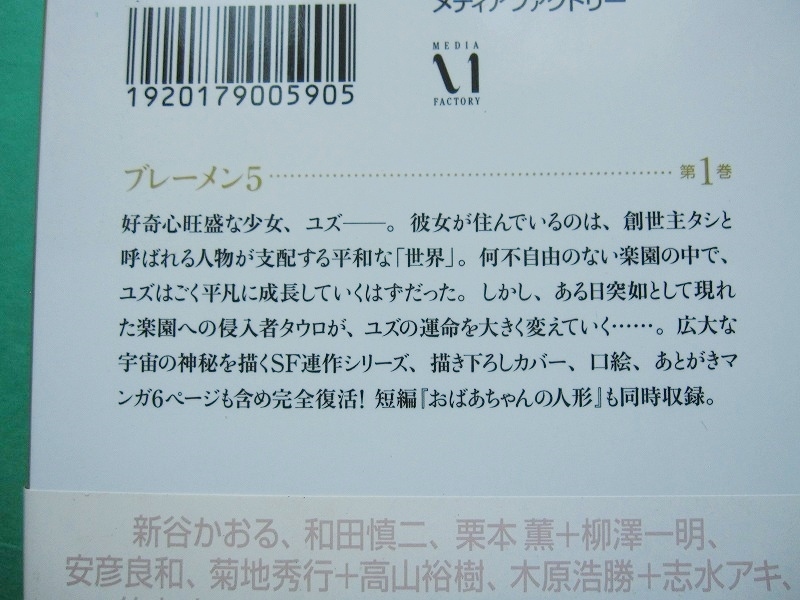 メディアファクトリー
1920179005905
MEDIA
FACTORY
ブレーメン5 第1巻
好奇心旺盛な少女、ユズ――。彼女が住んでいるのは、創世主タシと
呼ばれる人物が支配する平和な「世界」。何不自由のない楽園の中で、
ユズはごく平凡に成長していくはずだった。しかし、ある日突如として現れ
た楽園への侵入者タウロが、ユズの運命を大きく変えていく……。広大な
宇宙の神秘を描くSF連作シリーズ、描き下ろしカバー、口絵、あとがきマ
ンガ6ページも含め完全復活!短編『おばあちゃんの人形』も同時収録。
新谷かおる、和田慎二、栗本 薫+柳澤一明、
安彦良和、菊地秀行+高山裕樹、木原浩勝+志水アキ、